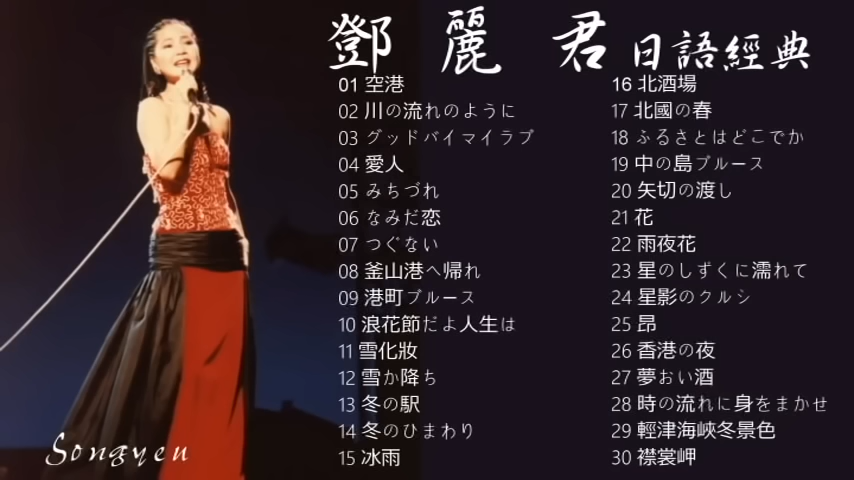 鄧麗君日語經典
01 空港
02 川の流れのように
03 グッドバイマイラブ
04 愛人
05 みちづれ
06 なみだ恋
07 つぐない
08 釜山港へ帰れ
09 港町ブルース
10 浪花節だよ人生は
11 雪化妝
12 雪か降ち
13 冬の駅
14 冬のひまわり
15 冰雨
16 北酒場
17 北國の春
18 ふるさとはどこでか
19 中の島ブルース
20 矢切の渡し
21 花
22 雨夜花
23 星のしずくに濡れて
24 星影のクルシ
25 昂
26 香港の夜
27 夢おい酒
28 時の流れに身をまかせ
29 輕津海峽冬景色
30 襟裳岬
Songyeu